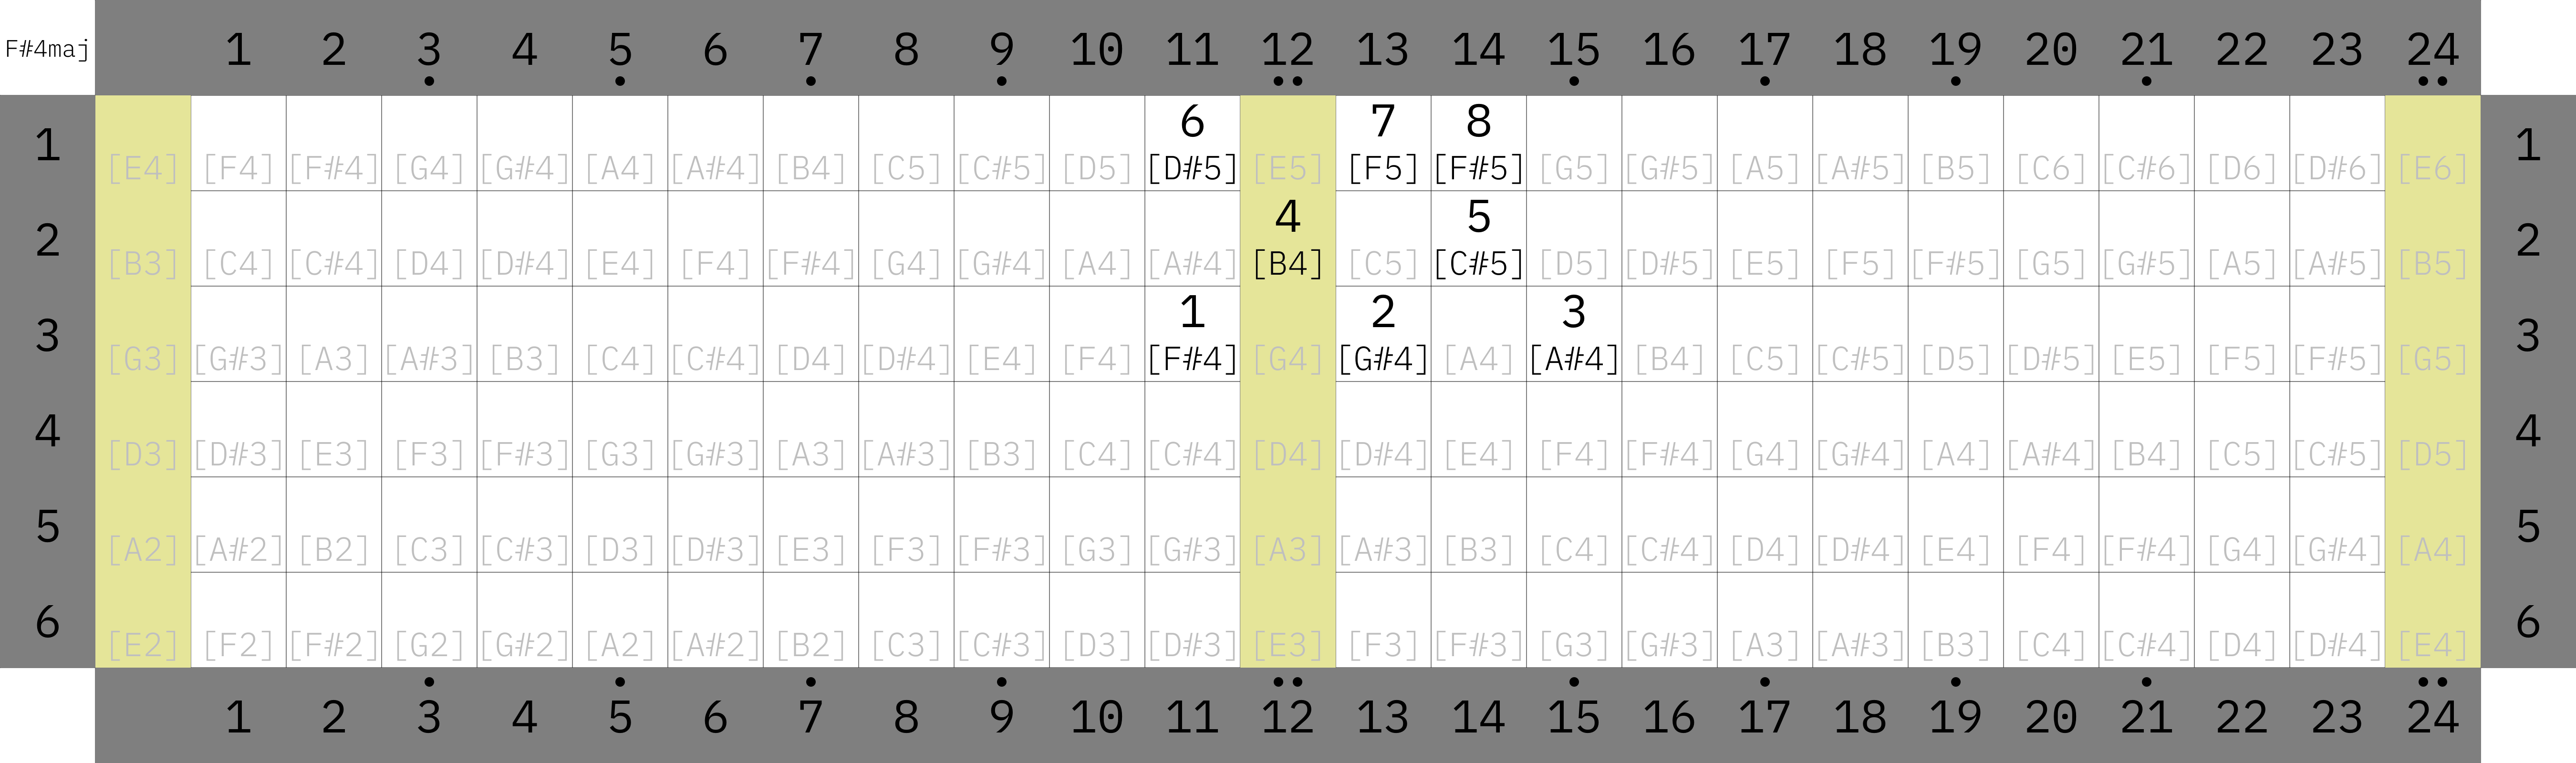 F#4maj 1 2 3 4 5 6 7 8 9 10 11 12 13 14 15 16 17 18 19 20 21 22 23 24
6 7 8
1 [E4] [F4] [F#4] [G4] [G#4] [A4] [A#4] [B4] [C5] [C#5] [D5] [D#5] [E5] [F5] [F#5] [G5] [G#5] [A5] [A#5] [B5] [C6] [C#6] [D6] [D#6] [E6] 1
4 5
2 [B3] [C4] [C#4] [D4] [D#4] [E4] [F4] [F#4] [G4] [G#4] [A4] [A#4] [B4] [C5] [C#5] [D5] [D#5] [E5] [F5] [F#5] [G5] [G#5] [A5] [A#5] [B5] 2
1 2 3
3 [G3] [G#3] [A3] [A#3] [B3] [C4] [C#4] [D4] [D#4] [E4] [F4] [F#4] [G4] [G#4] [A4] [A#4] [B4] [C5] [C#5] [D5] [D#5] [E5] [F5] [F#5] [G5] 3
4 [D3] [D#3] [E3] [F3] [F#3] [G3] [G#3] [A3] [A#3] [B3] [C4] [C#4] [D4] [D#4] [E4] [F4] [F#4] [G4] [G#4] [A4] [A#4] [B4] [C5] [C#5] [D5] 4
5 [A2] [A#2] [B2] [C3] [C#3] [D3] [D#3] [E3] [F3] [F#3] [G3] [G#3] [A3] [A#3] [B3] [C4] [C#4] [D4] [D#4] [E4] [F4] [F#4] [G4] [G#4] [A4] 5
6 [E2] [F2] [F#2] [G2] [G#2] [A2] [A#2] [B2] [C3] [C#3] [D3] [D#3] [E3] [F3] [F#3] [G3] [G#3] [A3] [A#3] [B3] [C4] [C#4] [D4] [D#4] [E4] 6
1 2 3 4 5 6 7 8 9 10 11 12 13 14 15 16 17 18 19 20 21 22 23 24